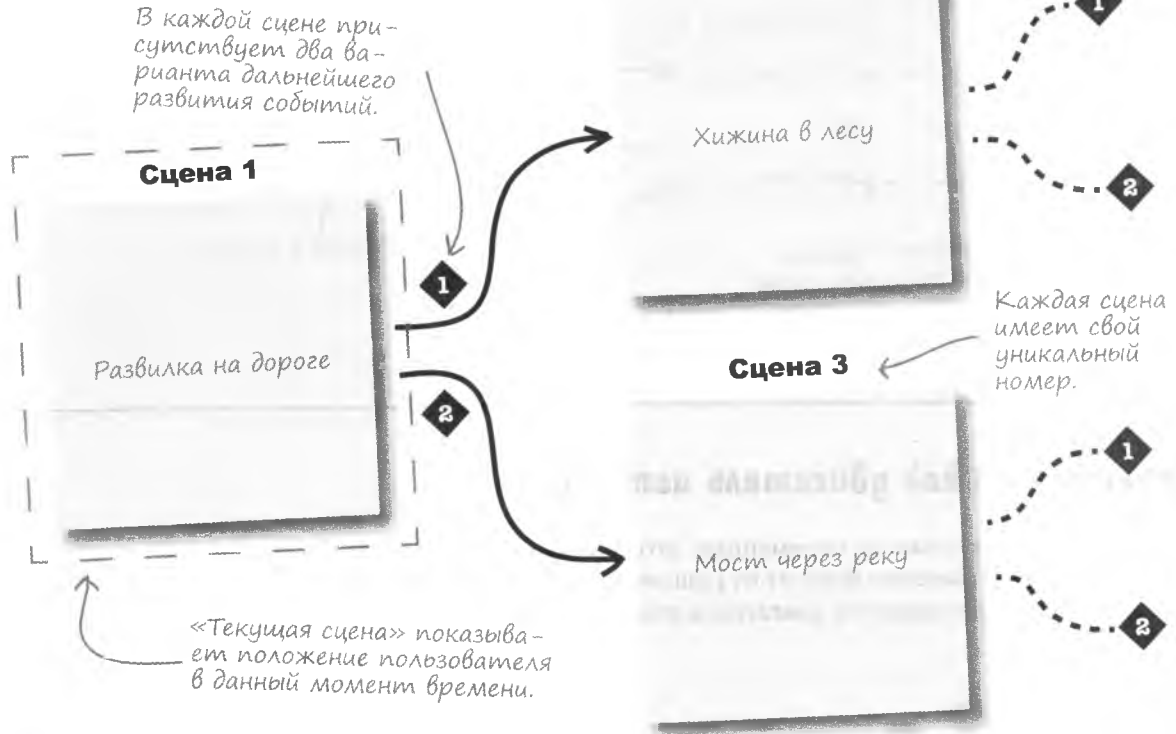 В каждой сцене при-
сутствует два ва-
рианта дальнейшего
развития событий.
1
Хижина в лесу
2
Сцена 1
1
Развилка на дороге
2
Каждая сцена
имеет свой
уникальный
номер.
Сцена 3
1
Мост через реку
2
«Текущая сцена» показыва-
ет положение пользователя
в данный момент времени.